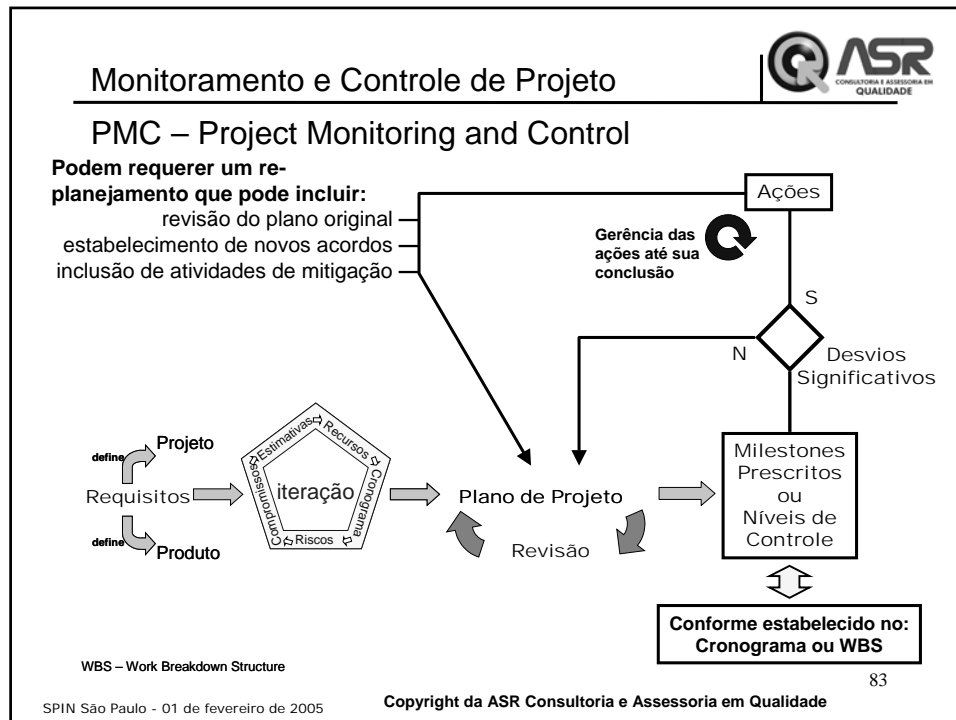 Monitoramento e Controle de Projeto
ASR
CONSULTORIA E ASSESSORIA EM
QUALIDADE
PMC – Project Monitoring and Control
Podem requerer um re-
planejamento que pode incluir:
revisão do plano original
estabelecimento de novos acordos
inclusão de atividades de mitigação
Ações
Gerência das
ações até sua
conclusão
S
N
Desvios
Significativos
define
Projeto
Requisitos
define
Produto
Estimativas
Recursos
Cronograma
Riscos
Compromissos
iteração
Plano de Projeto
Revisão
Milestones
Prescritos
ou
Níveis de
Controle
Conforme estabelecido no:
Cronograma ou WBS
WBS – Work Breakdown Structure
83
SPIN São Paulo - 01 de fevereiro de 2005
Copyright da ASR Consultoria e Assessoria em Qualidade